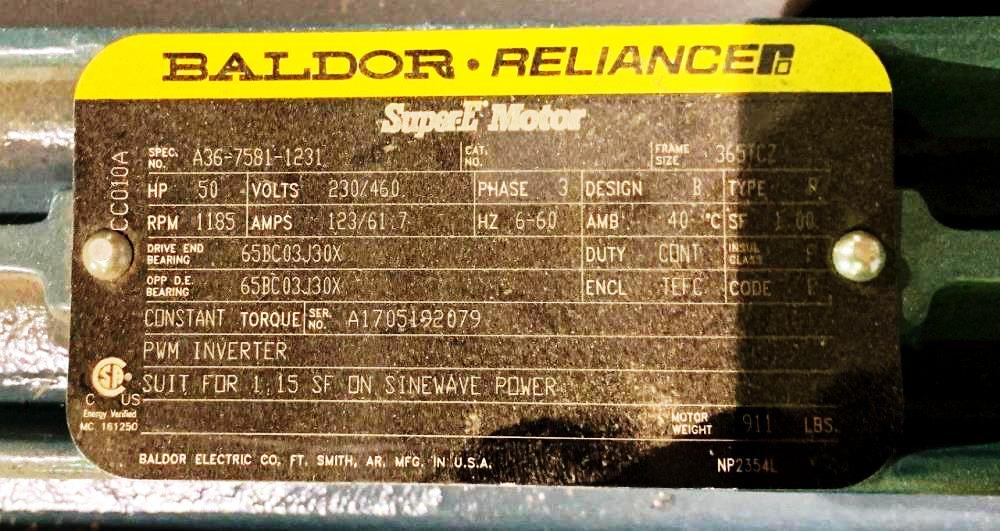 BALDOR • RELIANCE
Super-E Motor
CCC010A
SPEC. NO. A36-7581-1231 CAT. NO. FRAME SIZE 365TCZ
HP 50 VOLTS 230/460 PHASE 3 DESIGN B TYPE P
RPM 1185 AMPS 123/61.7 HZ 6-60 AMB 40 °C SF 1.00
DRIVE END BEARING 65BC03J30X DUTY CONT INSUL CLASS F
OPP D.E. BEARING 65BC03J30X ENCL TEFC CODE
CONSTANT TORQUE SER. NO. A1705192079
PWM INVERTER
SUIT FOR 1.15 SF ON SINEWAVE POWER
SA
C US
Energy Verified
MC 161250
MOTOR WEIGHT 911 LBS.
BALDOR ELECTRIC CO. FT. SMITH, AR. MFG. IN U.S.A. NP2354L